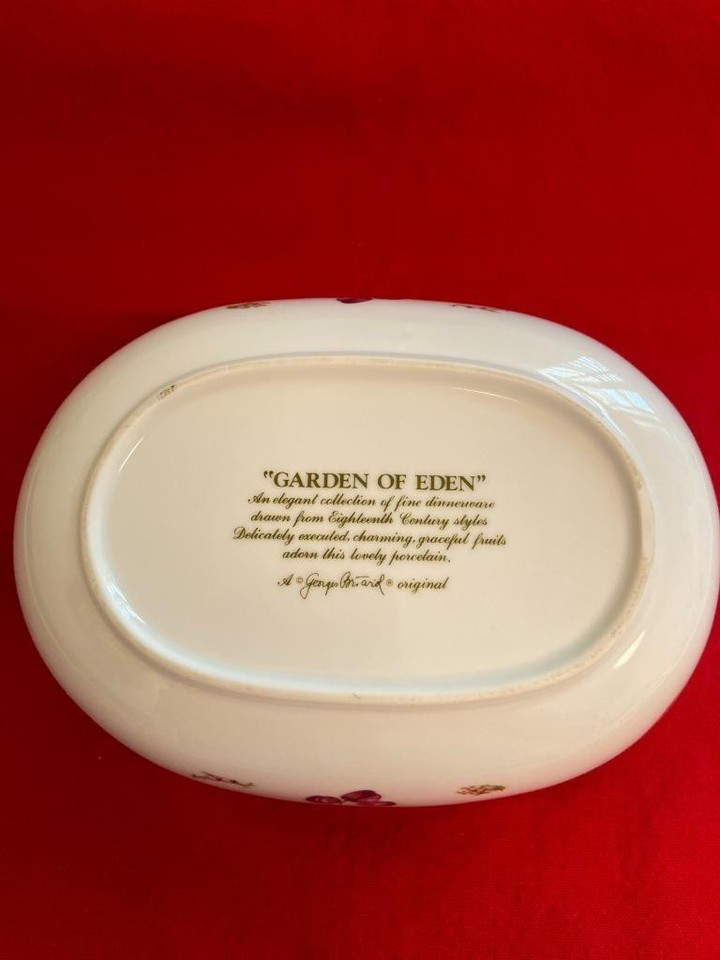 "GARDEN OF EDEN"
An elegant collection of fine dinnerware
drawn from Eighteenth Century styles
Delicately executed, charming, graceful fruits
adorn this lovely porcelain.
A © Georges Briard ® original